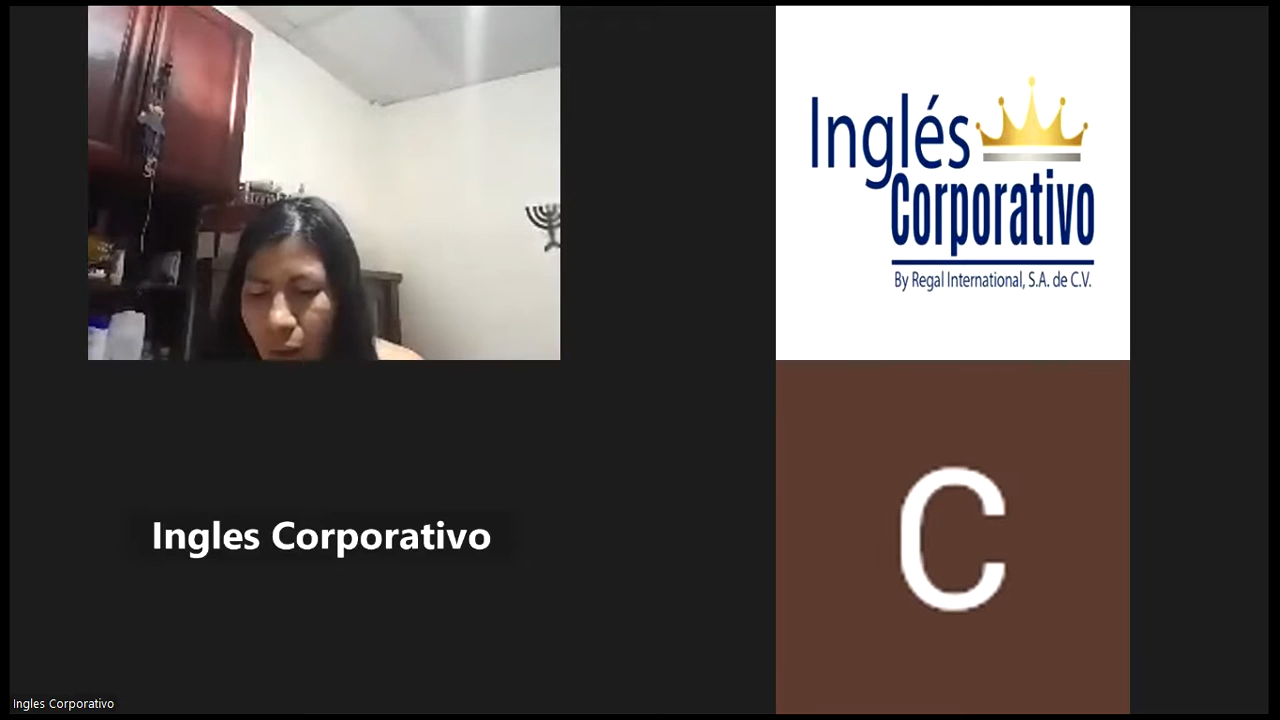 Inglés
Corporativo
By Regal International, S.A. de C.V.
C
Ingles Corporativo
Ingles Corporativo